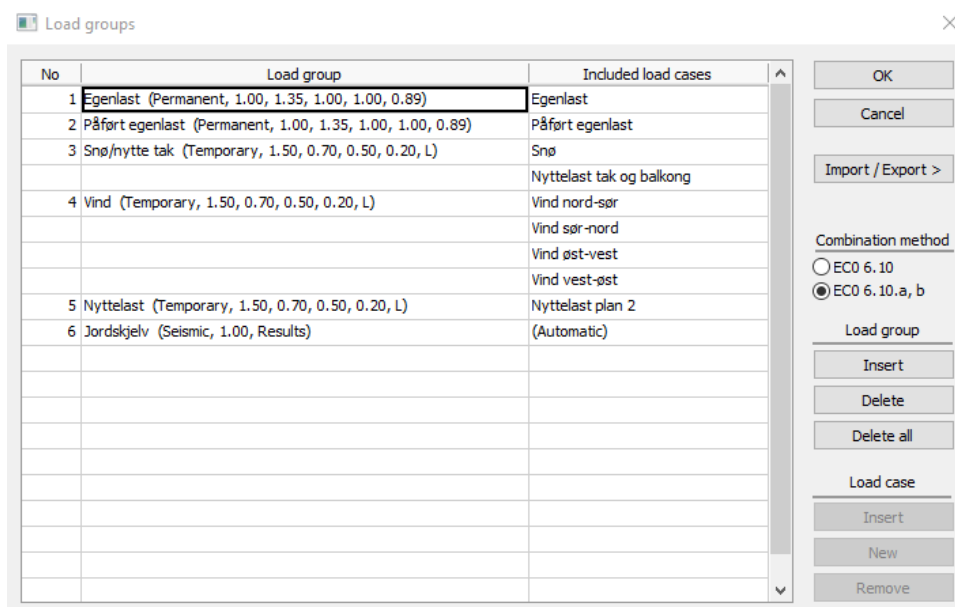 Load groups
No Load group Included load cases
1 Egenlast (Permanent, 1.00, 1.35, 1.00, 1.00, 0.89) Egenlast
2 Påført egenlast (Permanent, 1.00, 1.35, 1.00, 1.00, 0.89) Påført egenlast
3 Snø/nytte tak (Temporary, 1.50, 0.70, 0.50, 0.20, L) Snø
Nyttelast tak og balkong
4 Vind (Temporary, 1.50, 0.70, 0.50, 0.20, L) Vind nord-sør
Vind sør-nord
Vind øst-vest
Vind vest-øst
5 Nyttelast (Temporary, 1.50, 0.70, 0.50, 0.20, L) Nyttelast plan 2
6 Jordskjelv (Seismic, 1.00, Results) (Automatic)
OK
Cancel
Import / Export >
Combination method
EC0 6.10
EC0 6.10.a, b
Load group
Insert
Delete
Delete all
Load case
Insert
New
Remove